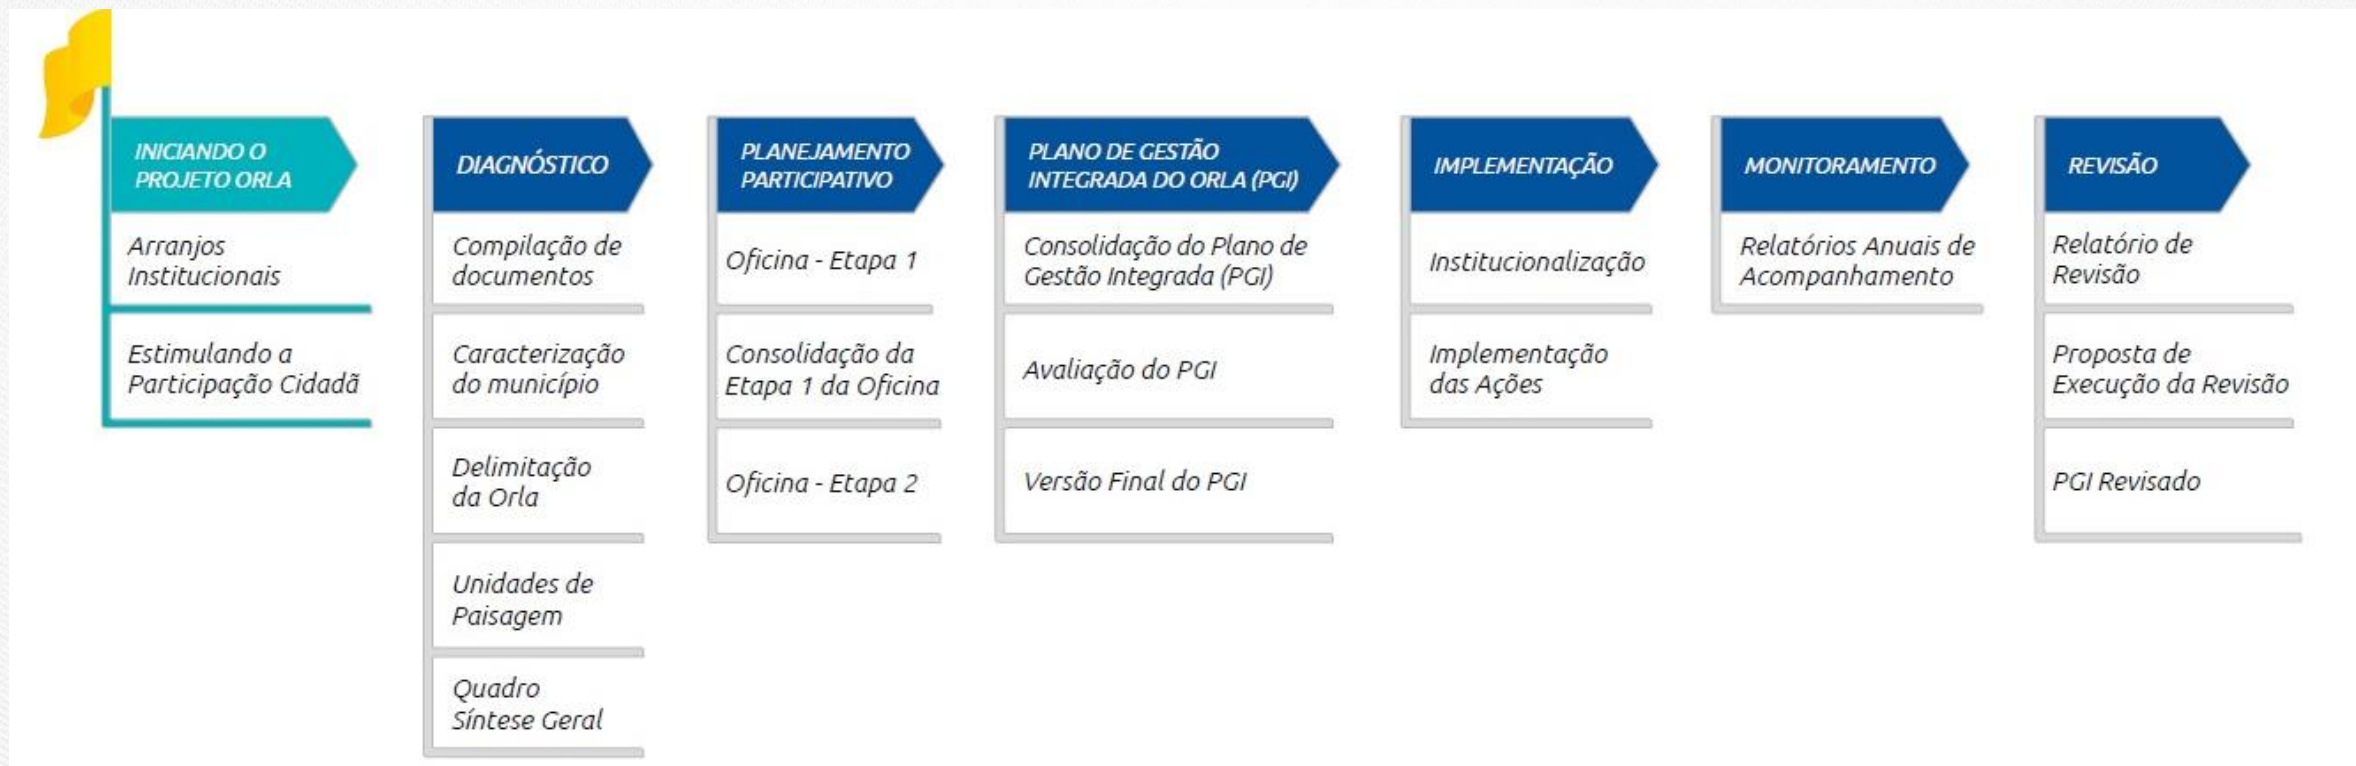 INICIANDO O
PROJETO ORLA
Arranjos
Institucionais
Estimulando a
Participação Cidadã
DIAGNÓSTICO
Compilação de
documentos
Caracterização
do município
Delimitação
da Orla
Unidades de
Paisagem
Quadro
Síntese Geral
PLANEJAMENTO
PARTICIPATIVO
Oficina - Etapa 1
Consolidação da
Etapa 1 da Oficina
Oficina - Etapa 2
PLANO DE GESTÃO
INTEGRADA DO ORLA (PGI)
Consolidação do Plano de
Gestão Integrada (PGI)
Avaliação do PGI
Versão Final do PGI
IMPLEMENTAÇÃO
Institucionalização
Implementação
das Ações
MONITORAMENTO
Relatórios Anuais de
Acompanhamento
REVISÃO
Relatório de
Revisão
Proposta de
Execução da Revisão
PGI Revisado